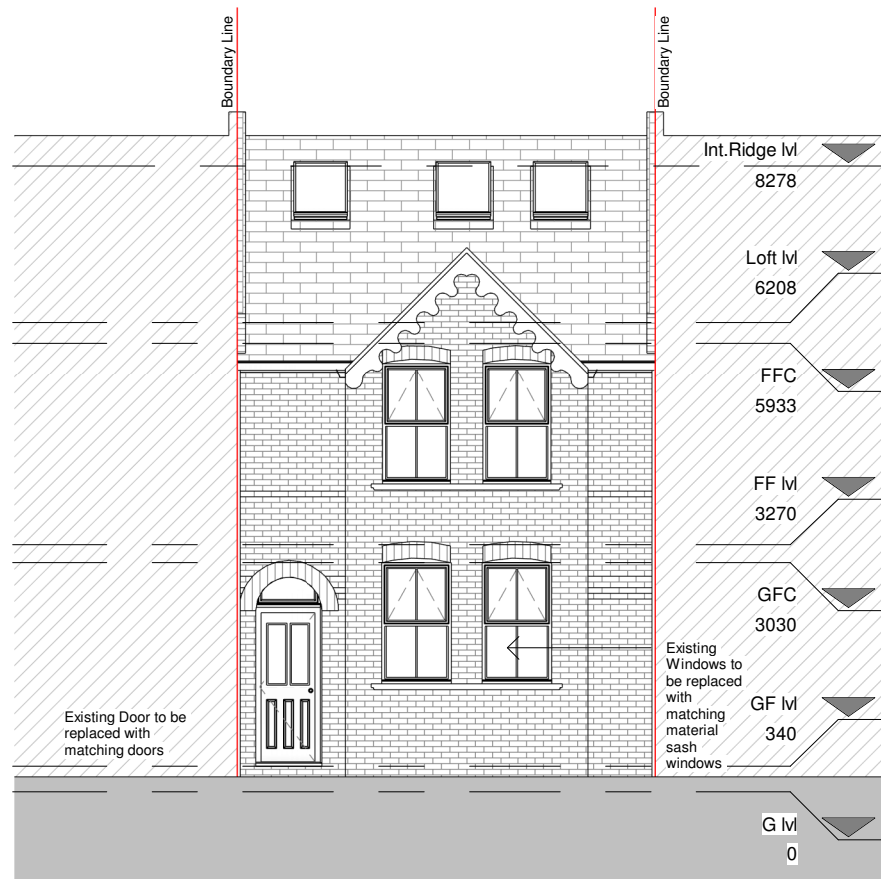 Boundary Line
Boundary Line
Int.Ridge lvl
8278
Loft lvl
6208
FFC
5933
FF lvl
3270
GFC
3030
Existing
Windows to
be replaced
with
matching
material
sash
windows
GF lvl
340
Existing Door to be
replaced with
matching doors
G lvl
0